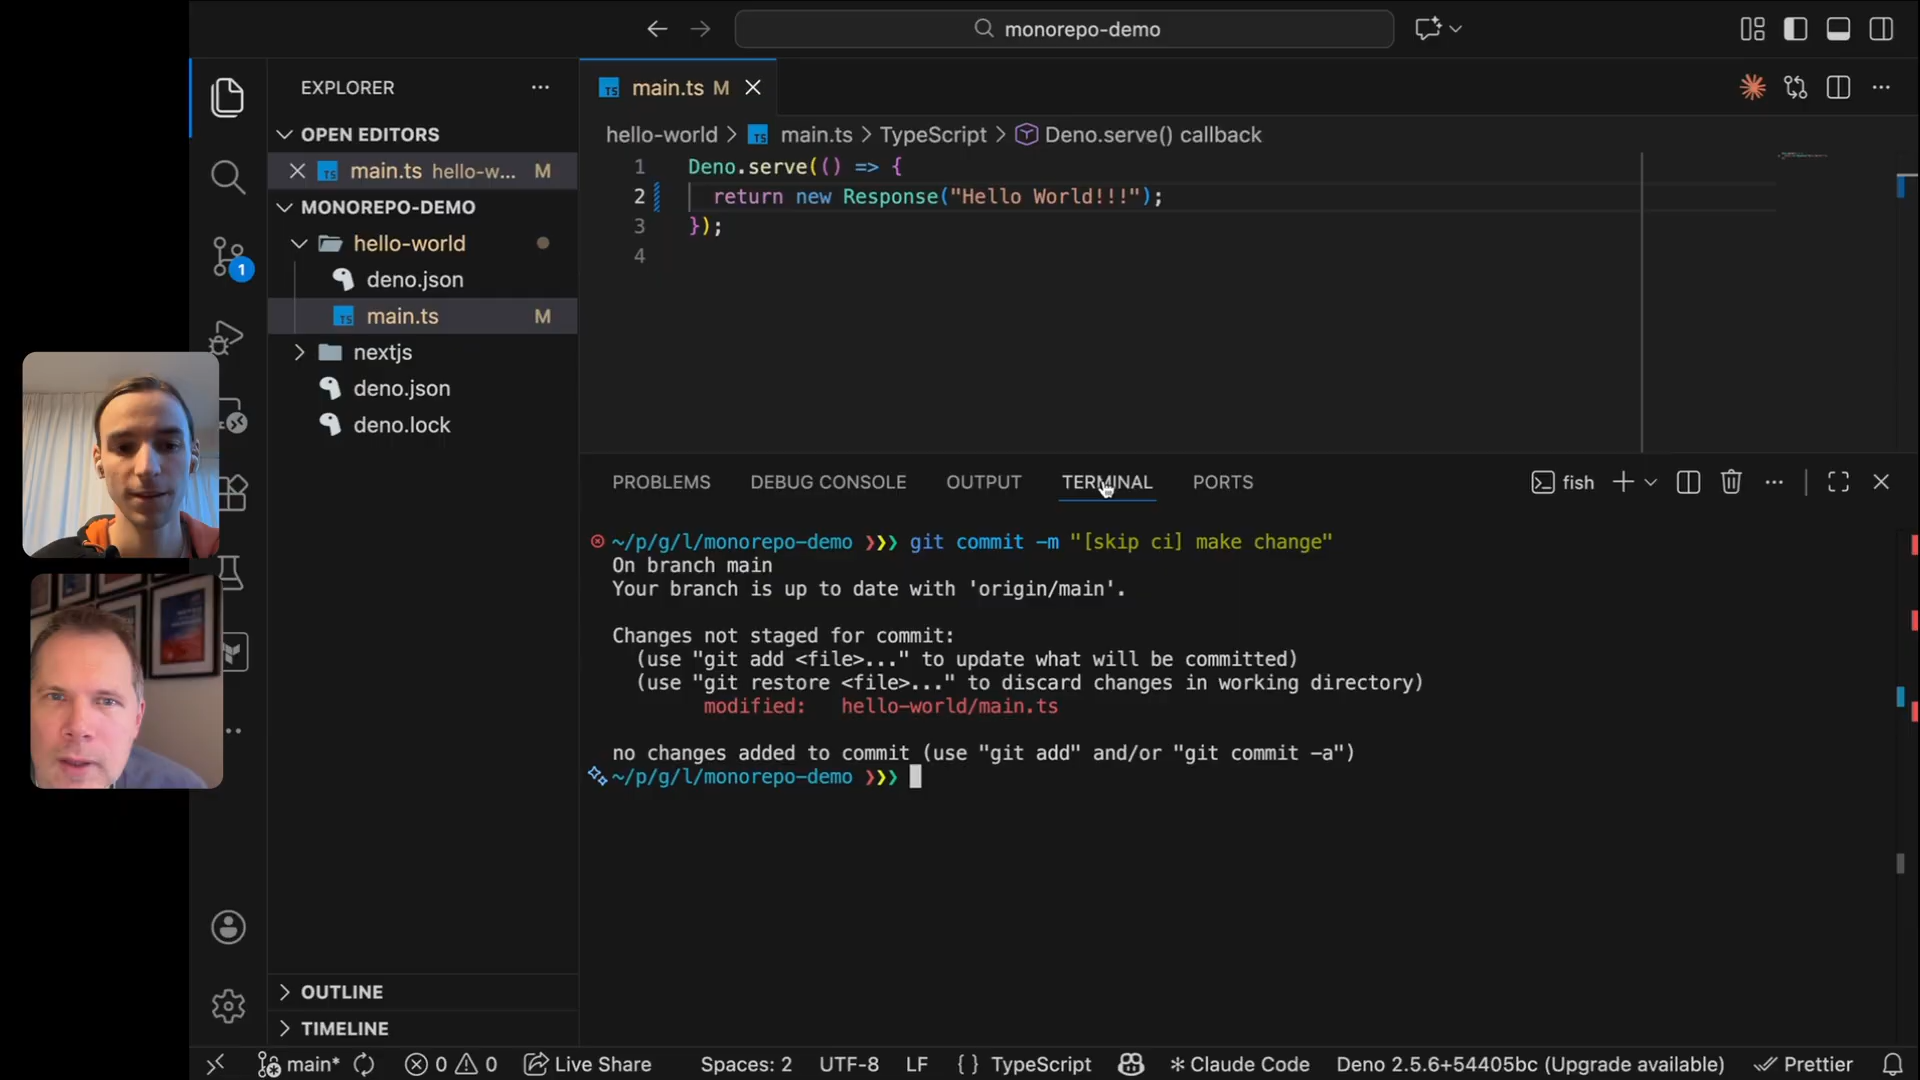 monorepo-demo
EXPLORER
OPEN EDITORS
main.ts hello-w... M
MONOREPO-DEMO
hello-world
deno.json
main.ts M
nextjs
deno.json
deno.lock
OUTLINE
TIMELINE
1
main.ts M
hello-world > main.ts > TypeScript > Deno.serve() callback
1 Deno.serve(() => {
2 return new Response("Hello World!!!");
3 });
4
PROBLEMS DEBUG CONSOLE OUTPUT TERMINAL PORTS
fish
~/p/g/l/monorepo-demo ❯❯❯ git commit -m "[skip ci] make change"
On branch main
Your branch is up to date with 'origin/main'.
Changes not staged for commit:
(use "git add <file>..." to update what will be committed)
(use "git restore <file>..." to discard changes in working directory)
modified: hello-world/main.ts
no changes added to commit (use "git add" and/or "git commit -a")
~/p/g/l/monorepo-demo ❯❯❯
main* 0 0 Live Share Spaces: 2 UTF-8 LF {} TypeScript Claude Code Deno 2.5.6+54405bc (Upgrade available) Prettier